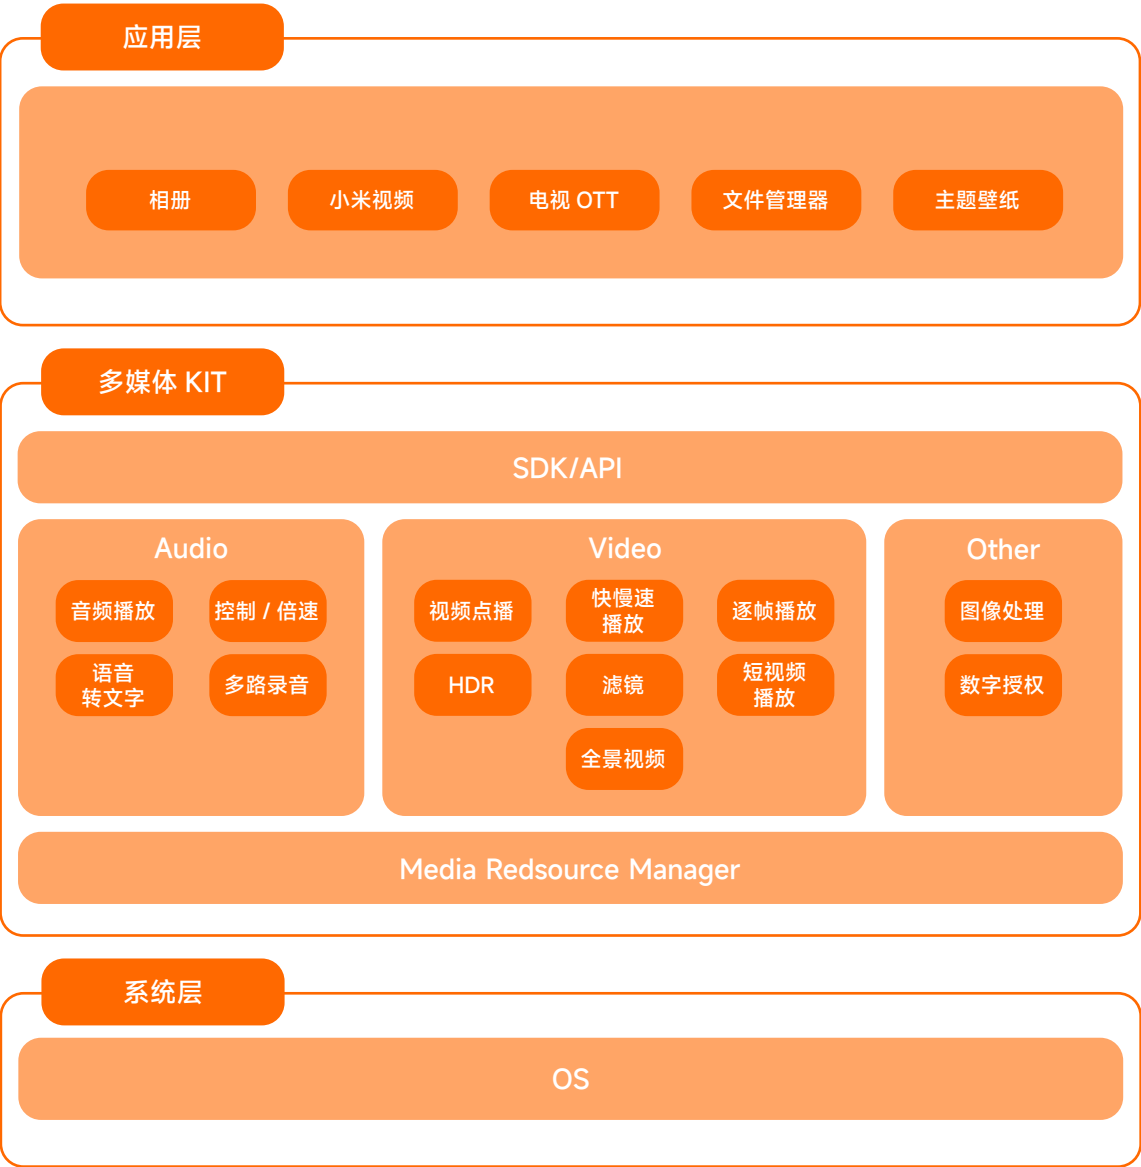 应用层
相册
小米视频
电视 OTT
文件管理器
主题壁纸
多媒体 KIT
SDK/API
Audio
音频播放
控制 / 倍速
语音
转文字
多路录音
Video
视频点播
快慢速
播放
逐帧播放
HDR
滤镜
短视频
播放
全景视频
Other
图像处理
数字授权
Media Redsource Manager
系统层
OS